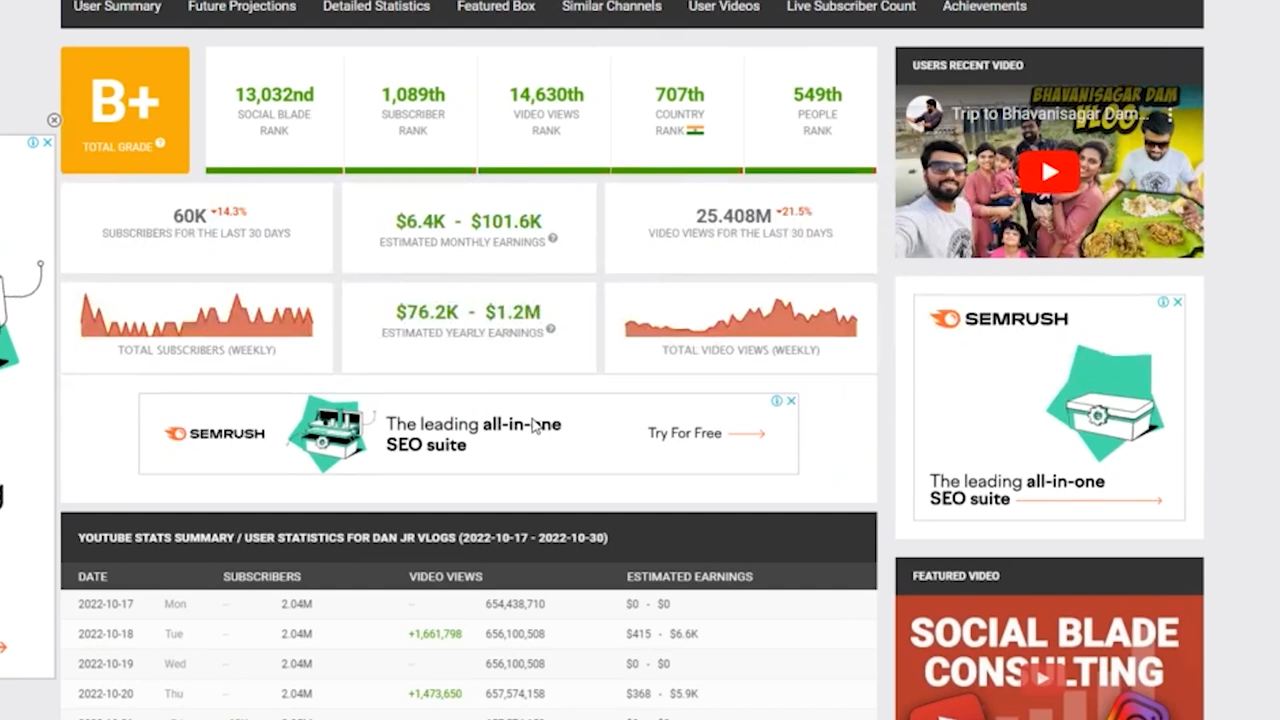 User Summary Future Projections Detailed Statistics Featured Box Similar Channels User Videos Live Subscriber Count Achievements
B+
TOTAL GRADE
13,032nd
SOCIAL BLADE
RANK
1,089th
SUBSCRIBER
RANK
14,630th
VIDEO VIEWS
RANK
707th
COUNTRY
RANK
549th
PEOPLE
RANK
60K -14.3%
SUBSCRIBERS FOR THE LAST 30 DAYS
$6.4K - $101.6K
ESTIMATED MONTHLY EARNINGS
25.408M -21.5%
VIDEO VIEWS FOR THE LAST 30 DAYS
TOTAL SUBSCRIBERS (WEEKLY)
$76.2K - $1.2M
ESTIMATED YEARLY EARNINGS
TOTAL VIDEO VIEWS (WEEKLY)
SEMRUSH
The leading all-in-one
SEO suite
Try For Free
YOUTUBE STATS SUMMARY / USER STATISTICS FOR DAN JR VLOGS (2022-10-17 - 2022-10-30)
DATE SUBSCRIBERS VIDEO VIEWS ESTIMATED EARNINGS
2022-10-17 Mon -- 2.04M -- 654,438,710 $0 - $0
2022-10-18 Tue -- 2.04M +1,661,798 656,100,508 $415 - $6.6K
2022-10-19 Wed -- 2.04M -- 656,100,508 $0 - $0
2022-10-20 Thu -- 2.04M +1,473,650 657,574,158 $368 - $5.9K
USERS RECENT VIDEO
BHAVANISAGAR DAM
VLOG
Trip to Bhavanisagar Dam...
SEMRUSH
The leading all-in-one
SEO suite
FEATURED VIDEO
SOCIAL BLADE
CONSULTING